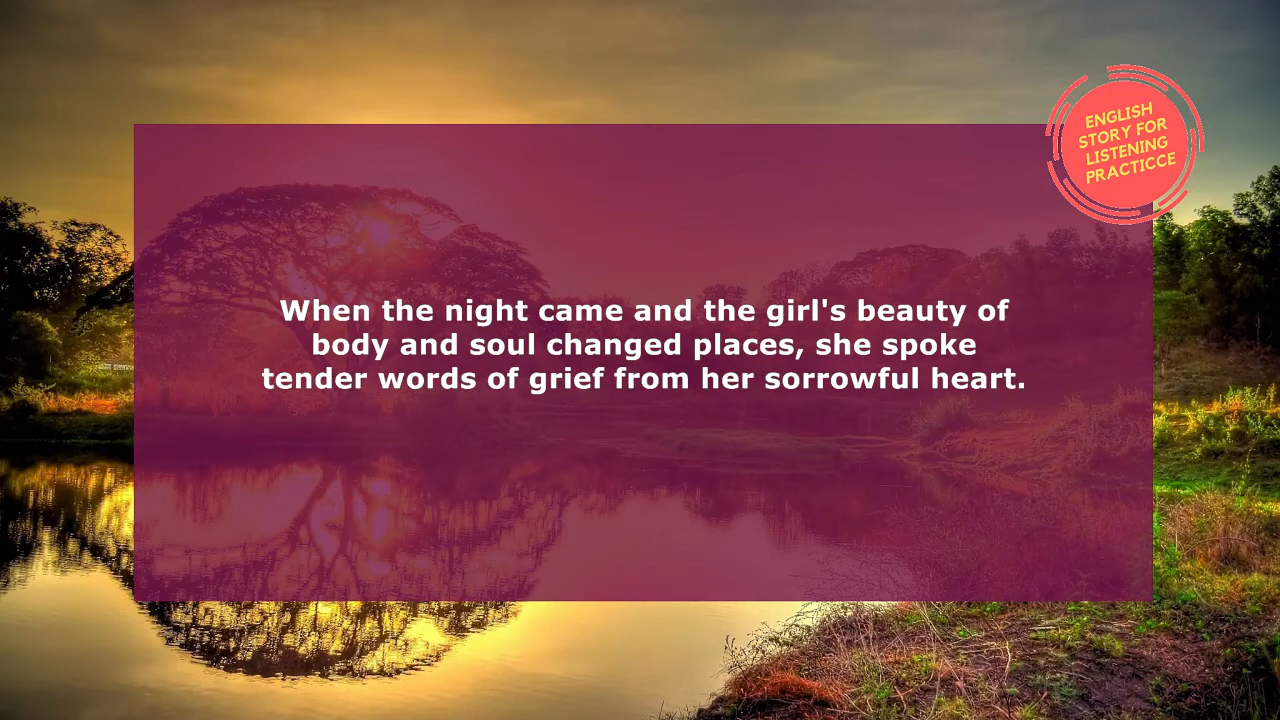 ENGLISH
STORY FOR
LISTENING
PRACTICCE
When the night came and the girl's beauty of
body and soul changed places, she spoke
tender words of grief from her sorrowful heart.